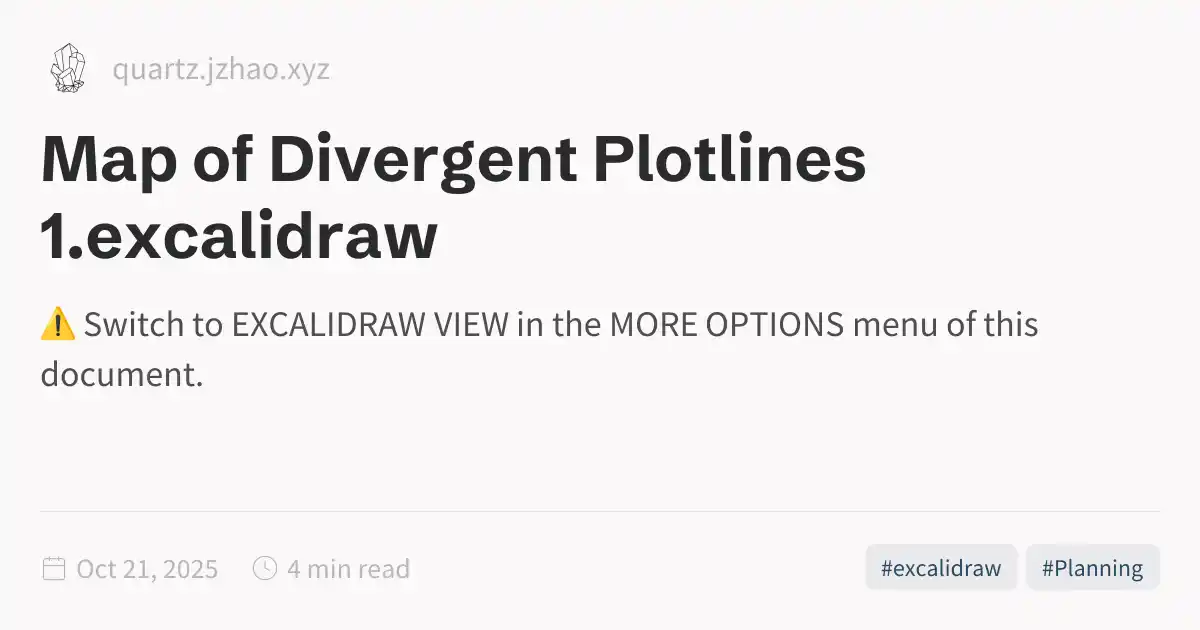 quartz.jzhao.xyz
Map of Divergent Plotlines
1.excalidraw
⚠️ Switch to EXCALIDRAW VIEW in the MORE OPTIONS menu of this
document.
Oct 21, 2025
4 min read
#excalidraw
#Planning